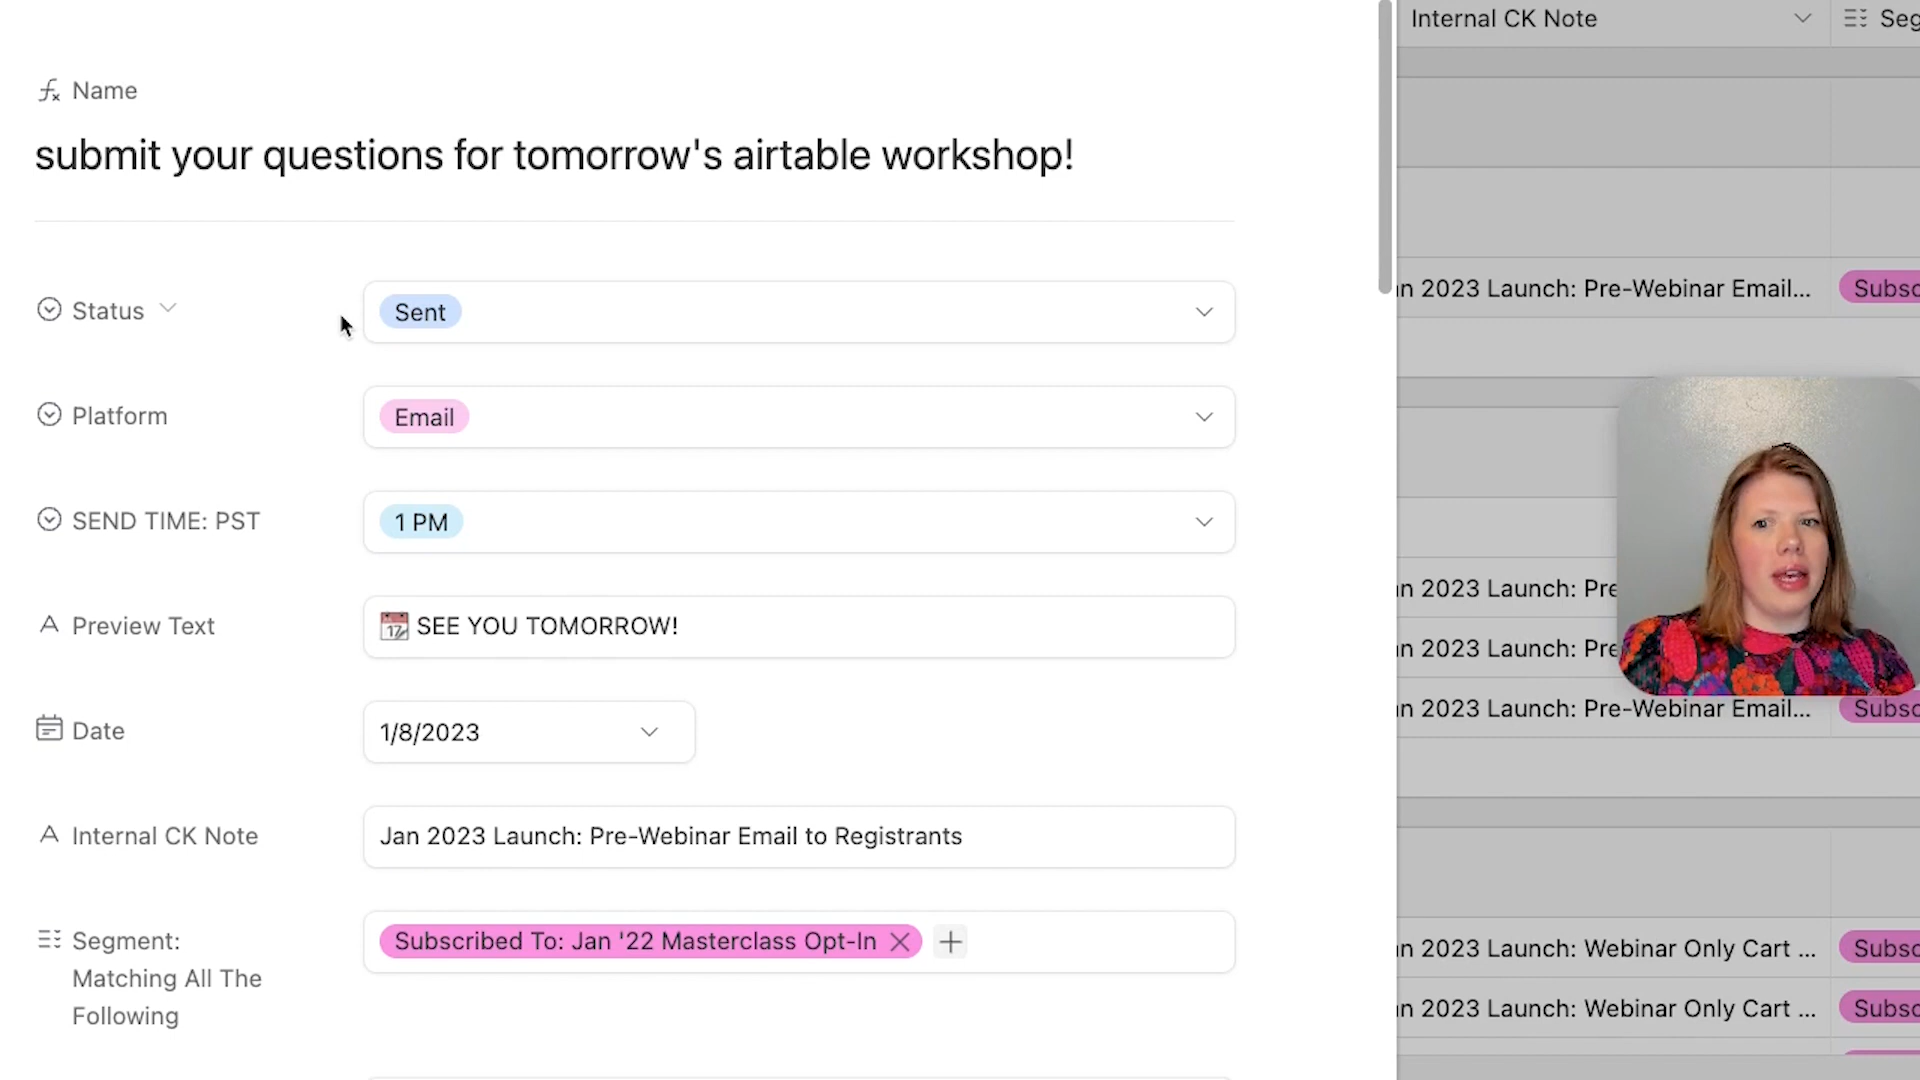 Name
submit your questions for tomorrow's airtable workshop!
Status
Sent
Platform
Email
SEND TIME: PST
1 PM
Preview Text
📆 SEE YOU TOMORROW!
Date
1/8/2023
Internal CK Note
Jan 2023 Launch: Pre-Webinar Email to Registrants
Segment:
Matching All The
Following
Subscribed To: Jan '22 Masterclass Opt-In
Internal CK Note
Seg
n 2023 Launch: Pre-Webinar Email...
Subsc
n 2023 Launch: Pre
n 2023 Launch: Pre
n 2023 Launch: Pre-Webinar Email...
Subsc
n 2023 Launch: Webinar Only Cart ...
Subsc
n 2023 Launch: Webinar Only Cart ...
Subsc